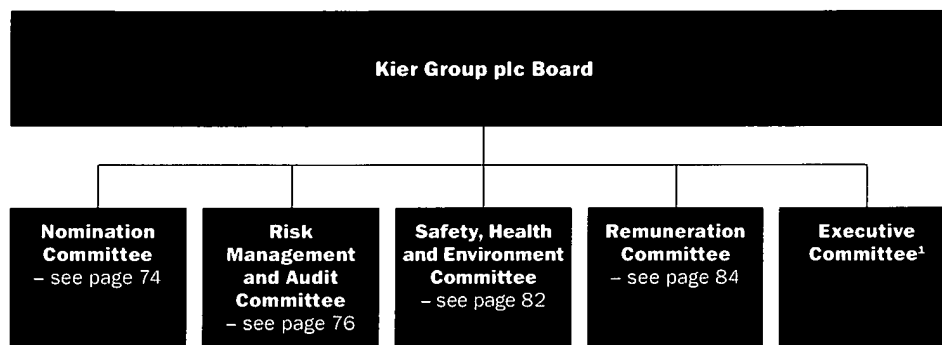 Kier Group plc Board
Nomination
Committee
– see page 74
Risk
Management
and Audit
Committee
– see page 76
Safety, Health
and Environment
Committee
– see page 82
Remuneration
Committee
– see page 84
Executive
Committee¹